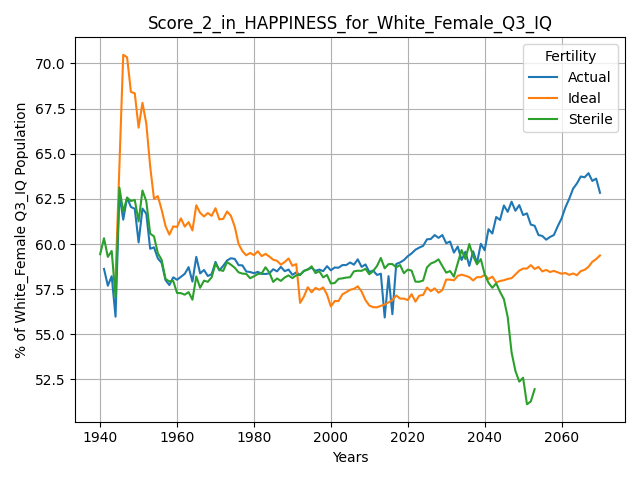 Score_2_in_HAPPINESS_for_White_Female_Q3_IQ
Fertility
Actual
Ideal
Sterile
% of White_Female Q3_IQ Population
70.0
67.5
65.0
62.5
60.0
57.5
55.0
52.5
1940 1960 1980 2000 2020 2040 2060
Years